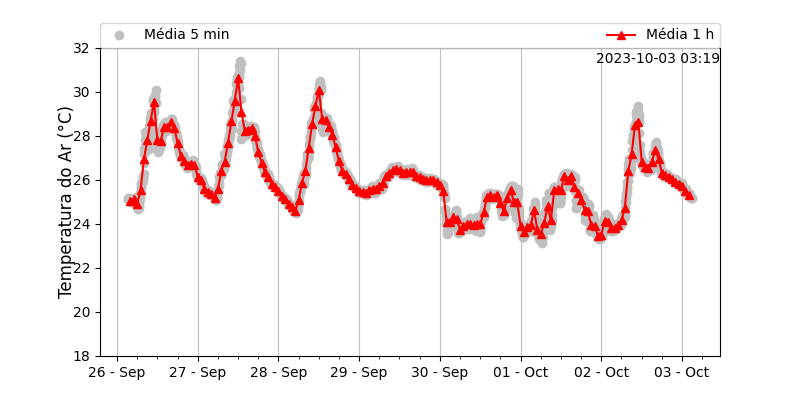 Média 5 min
Média 1 h
2023-10-03 03:19
Temperatura do Ar (°C)
32
30
28
26
24
22
20
18
26 - Sep
27 - Sep
28 - Sep
29 - Sep
30 - Sep
01 - Oct
02 - Oct
03 - Oct